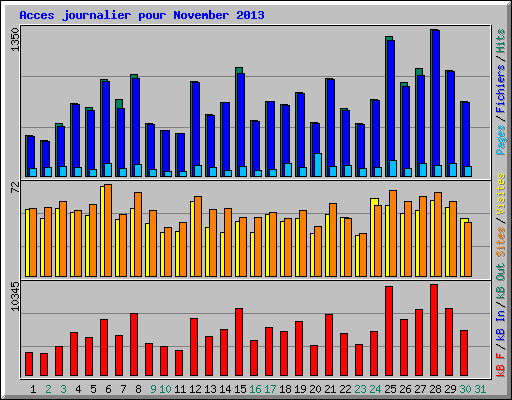 Acces journalier pour November 2013
1350
72
10345
Pages / Fichiers / Hits
Sites / Visites
kB F / kB In / kB Out
1 2 3 4 5 6 7 8 9 10 11 12 13 14 15 16 17 18 19 20 21 22 23 24 25 26 27 28 29 30 31